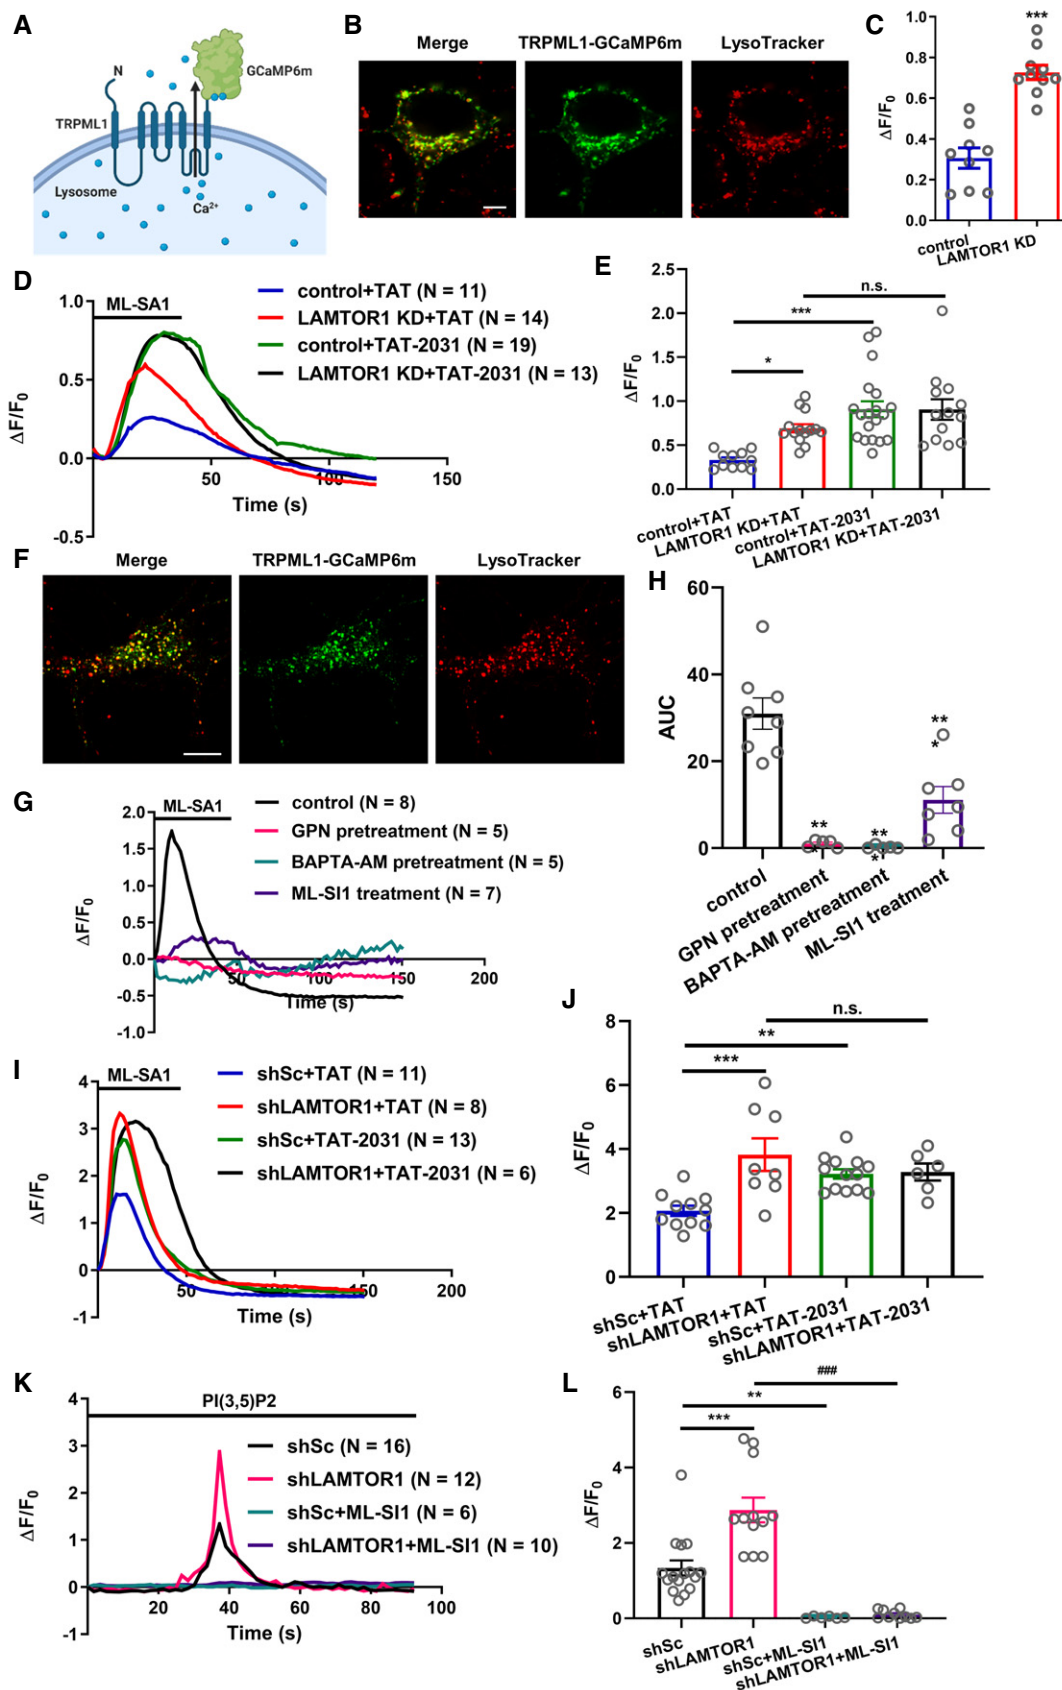 A
N
GCaMP6m
TRPML1
Lysosome
Ca²⁺
B
Merge
TRPML1-GCaMP6m
LysoTracker
C
ΔF/F₀
1.0
0.8
0.6
0.4
0.2
0.0
***
control
LAMTOR1 KD
D
ML-SA1
control+TAT (N = 11)
LAMTOR1 KD+TAT (N = 14)
control+TAT-2031 (N = 19)
LAMTOR1 KD+TAT-2031 (N = 13)
ΔF/F₀
1.0
0.5
0.0
-0.5
50
100
150
Time (s)
E
ΔF/F₀
2.5
2.0
1.5
1.0
0.5
0.0
n.s.
***
*
control+TAT
LAMTOR1 KD+TAT
control+TAT-2031
LAMTOR1 KD+TAT-2031
F
Merge
TRPML1-GCaMP6m
LysoTracker
G
ML-SA1
control (N = 8)
GPN pretreatment (N = 5)
BAPTA-AM pretreatment (N = 5)
ML-SI1 treatment (N = 7)
ΔF/F₀
2.0
1.5
1.0
0.5
0.0
-0.5
-1.0
50
100
150
200
Time (s)
H
AUC
60
40
20
0
**
*
**
*
**
*
control
GPN pretreatment
BAPTA-AM pretreatment
ML-SI1 treatment
I
ML-SA1
shSc+TAT (N = 11)
shLAMTOR1+TAT (N = 8)
shSc+TAT-2031 (N = 13)
shLAMTOR1+TAT-2031 (N = 6)
ΔF/F₀
4
3
2
1
0
-1
50
100
150
200
Time (s)
J
ΔF/F₀
8
6
4
2
0
n.s.
**
***
shSc+TAT
shLAMTOR1+TAT
shSc+TAT-2031
shLAMTOR1+TAT-2031
K
PI(3,5)P2
shSc (N = 16)
shLAMTOR1 (N = 12)
shSc+ML-SI1 (N = 6)
shLAMTOR1+ML-SI1 (N = 10)
ΔF/F₀
4
3
2
1
0
-1
20
40
60
80
100
Time (s)
L
ΔF/F₀
6
4
2
0
###
**
***
shSc
shLAMTOR1
shSc+ML-SI1
shLAMTOR1+ML-SI1